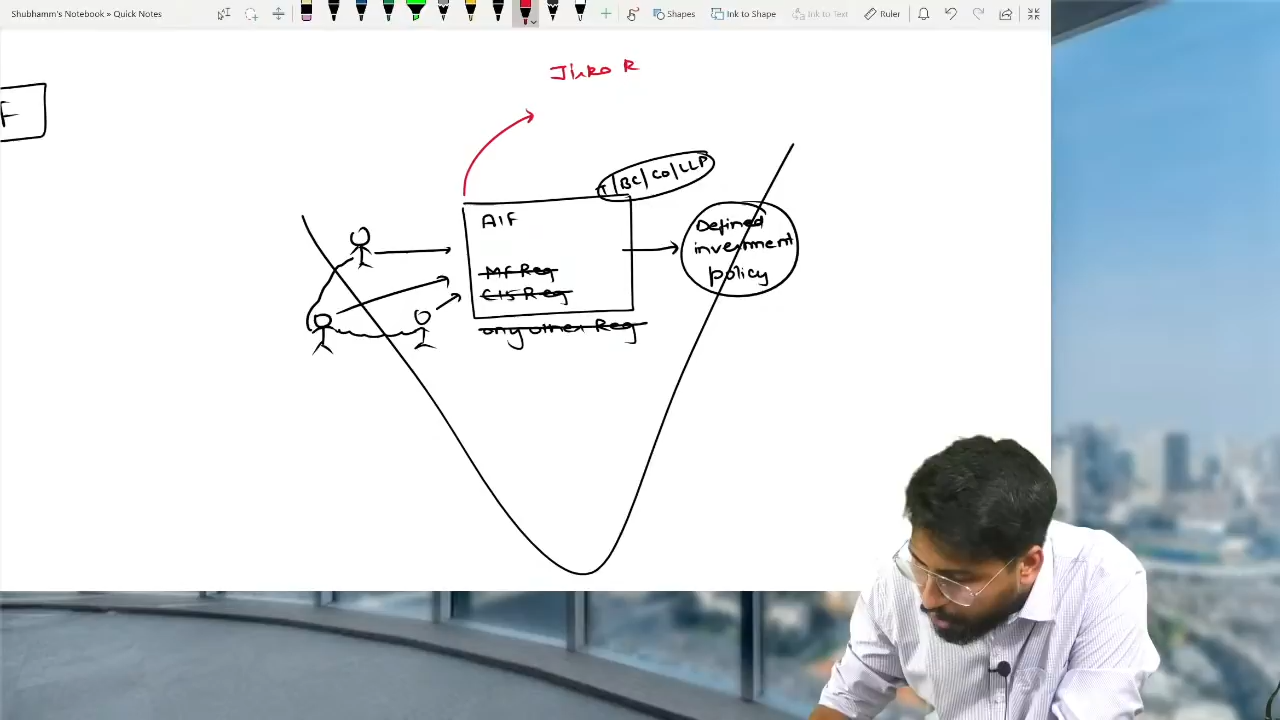 Shubhamm's Notebook » Quick Notes
Shapes
Ink to Shape
Ink to Text
Ruler
F
Jisko R
T/BC/CO/LLP
AIF
MF Reg
CIS Reg
any other Reg
Defined
investment
policy